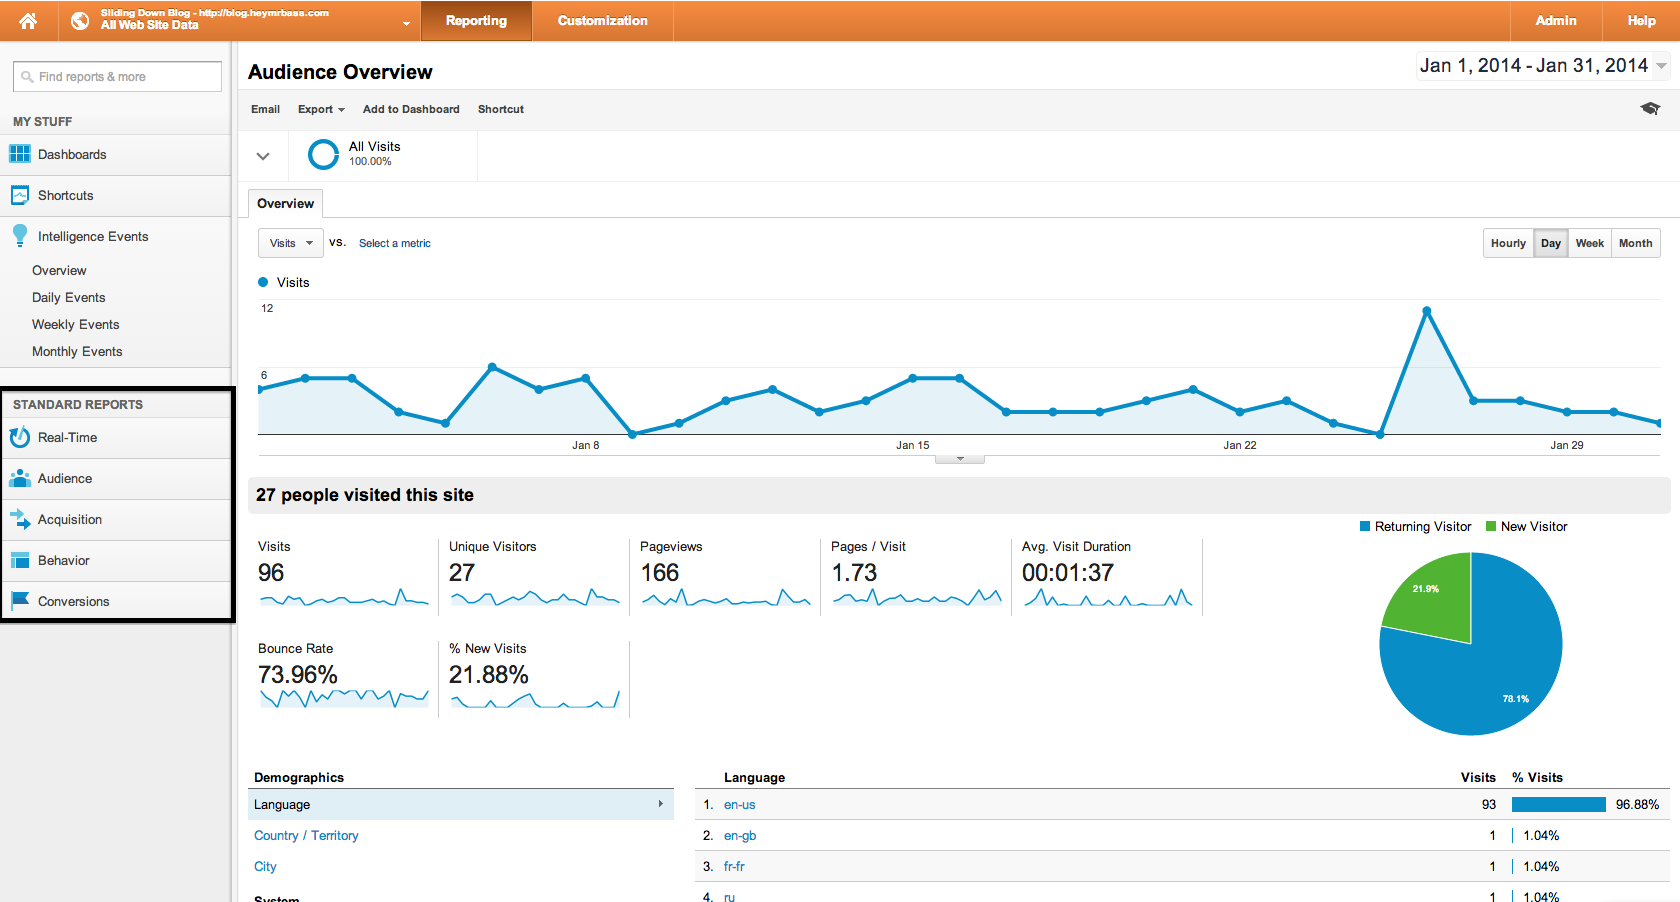 Sliding Down Blog - http://blog.heymrbass.com
All Web Site Data
Reporting
Customization
Admin
Help
Find reports & more
MY STUFF
Dashboards
Shortcuts
Intelligence Events
Overview
Daily Events
Weekly Events
Monthly Events
STANDARD REPORTS
Real-Time
Audience
Acquisition
Behavior
Conversions
Audience Overview
Jan 1, 2014 - Jan 31, 2014
Email Export Add to Dashboard Shortcut
All Visits
100.00%
Overview
Visits vs. Select a metric
Hourly Day Week Month
Visits
12
6
Jan 8 Jan 15 Jan 22 Jan 29
27 people visited this site
Returning Visitor New Visitor
Visits
96
Unique Visitors
27
Pageviews
166
Pages / Visit
1.73
Avg. Visit Duration
00:01:37
Bounce Rate
73.96%
% New Visits
21.88%
21.9%
78.1%
Demographics
Language
Country / Territory
City
System
Language Visits % Visits
1. en-us 93 96.88%
2. en-gb 1 1.04%
3. fr-fr 1 1.04%
4. ru 1 1.04%